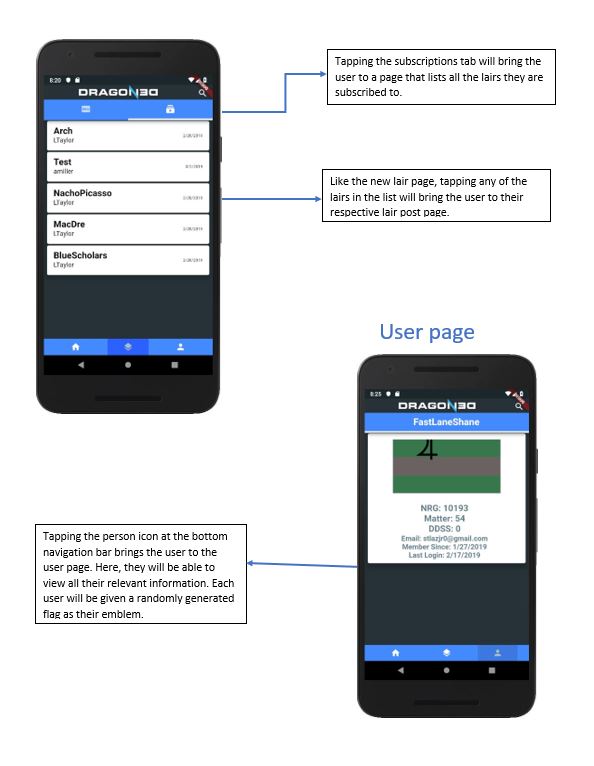 8:20
DRAGON3D
Arch
LTaylor
2/28/2019
Test
amiller
NachoPicasso
LTaylor
2/28/2019
MacDre
LTaylor
2/28/2019
BlueScholars
LTaylor
2/28/2019
Tapping the subscriptions tab will bring the
user to a page that lists all the lairs they are
subscribed to.
Like the new lair page, tapping any of the
lairs in the list will bring the user to their
respective lair post page.
User page
8:25
DRAGON3D
FastLaneShane
NRG: 10193
Matter: 54
DDSS: 0
Email: stlazjr0@gmail.com
Member Since: 1/27/2019
Last Login: 2/17/2019
Tapping the person icon at the bottom
navigation bar brings the user to the
user page. Here, they will be able to
view all their relevant information. Each
user will be given a randomly generated
flag as their emblem.